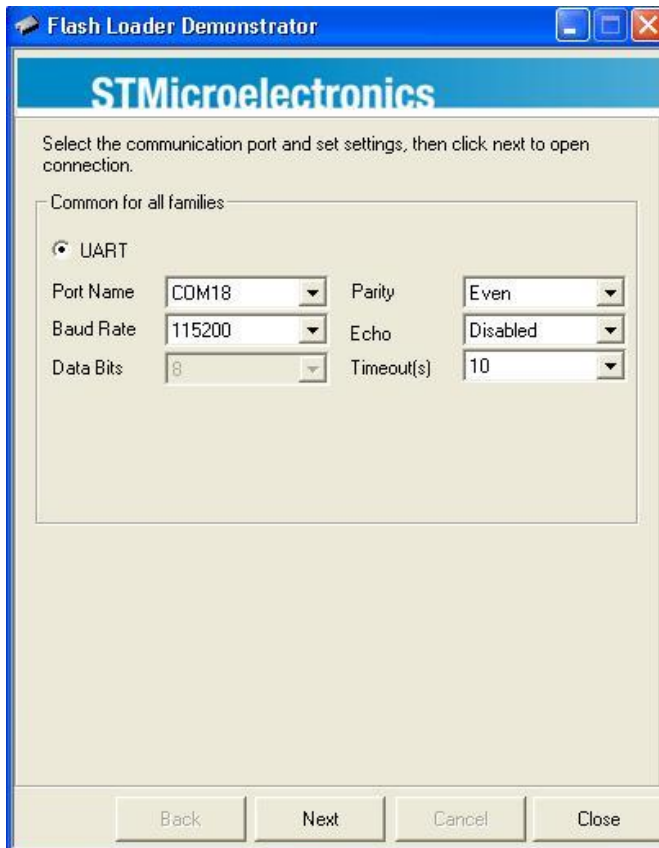 Flash Loader Demonstrator
STMicroelectronics
Select the communication port and set settings, then click next to open
connection.
Common for all families
UART
Port Name COM18 Parity Even
Baud Rate 115200 Echo Disabled
Data Bits 8 Timeout(s) 10
Back Next Cancel Close